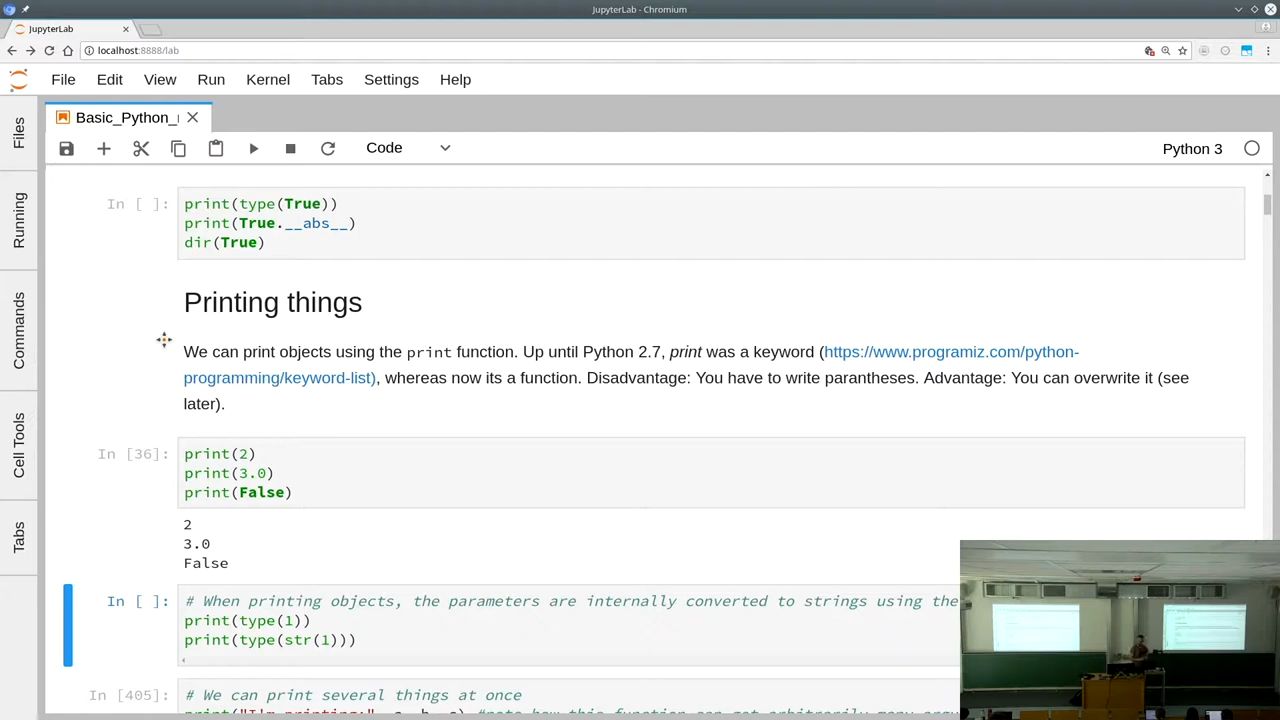 JupyterLab - Chromium
JupyterLab
localhost:8888/lab
File Edit View Run Kernel Tabs Settings Help
Basic_Python_
Code
Python 3
Files
Running
Commands
Cell Tools
Tabs
In [ ]:
print(type(True))
print(True.__abs__)
dir(True)
Printing things
We can print objects using the print function. Up until Python 2.7, print was a keyword (https://www.programiz.com/python-
programming/keyword-list), whereas now its a function. Disadvantage: You have to write parantheses. Advantage: You can overwrite it (see
later).
In [36]:
print(2)
print(3.0)
print(False)
2
3.0
False
In [ ]:
# When printing objects, the parameters are internally converted to strings using the
print(type(1))
print(type(str(1)))
In [405]:
# We can print several things at once